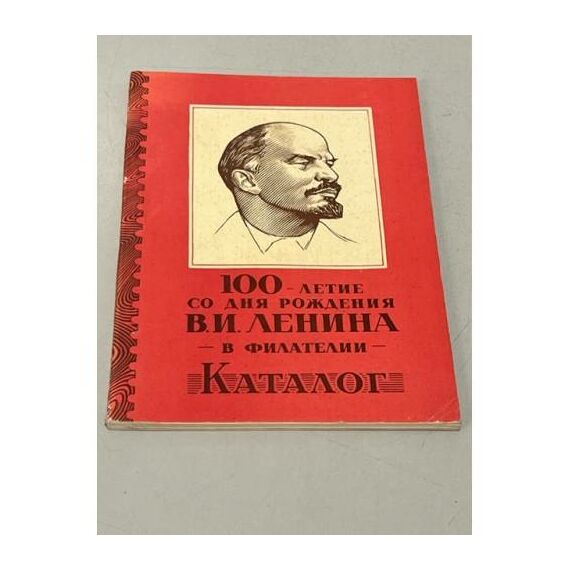 100-ЛЕТИЕ
СО ДНЯ РОЖДЕНИЯ
В.И. ЛЕНИНА
— В ФИЛАТЕЛИИ —
КАТАЛОГ